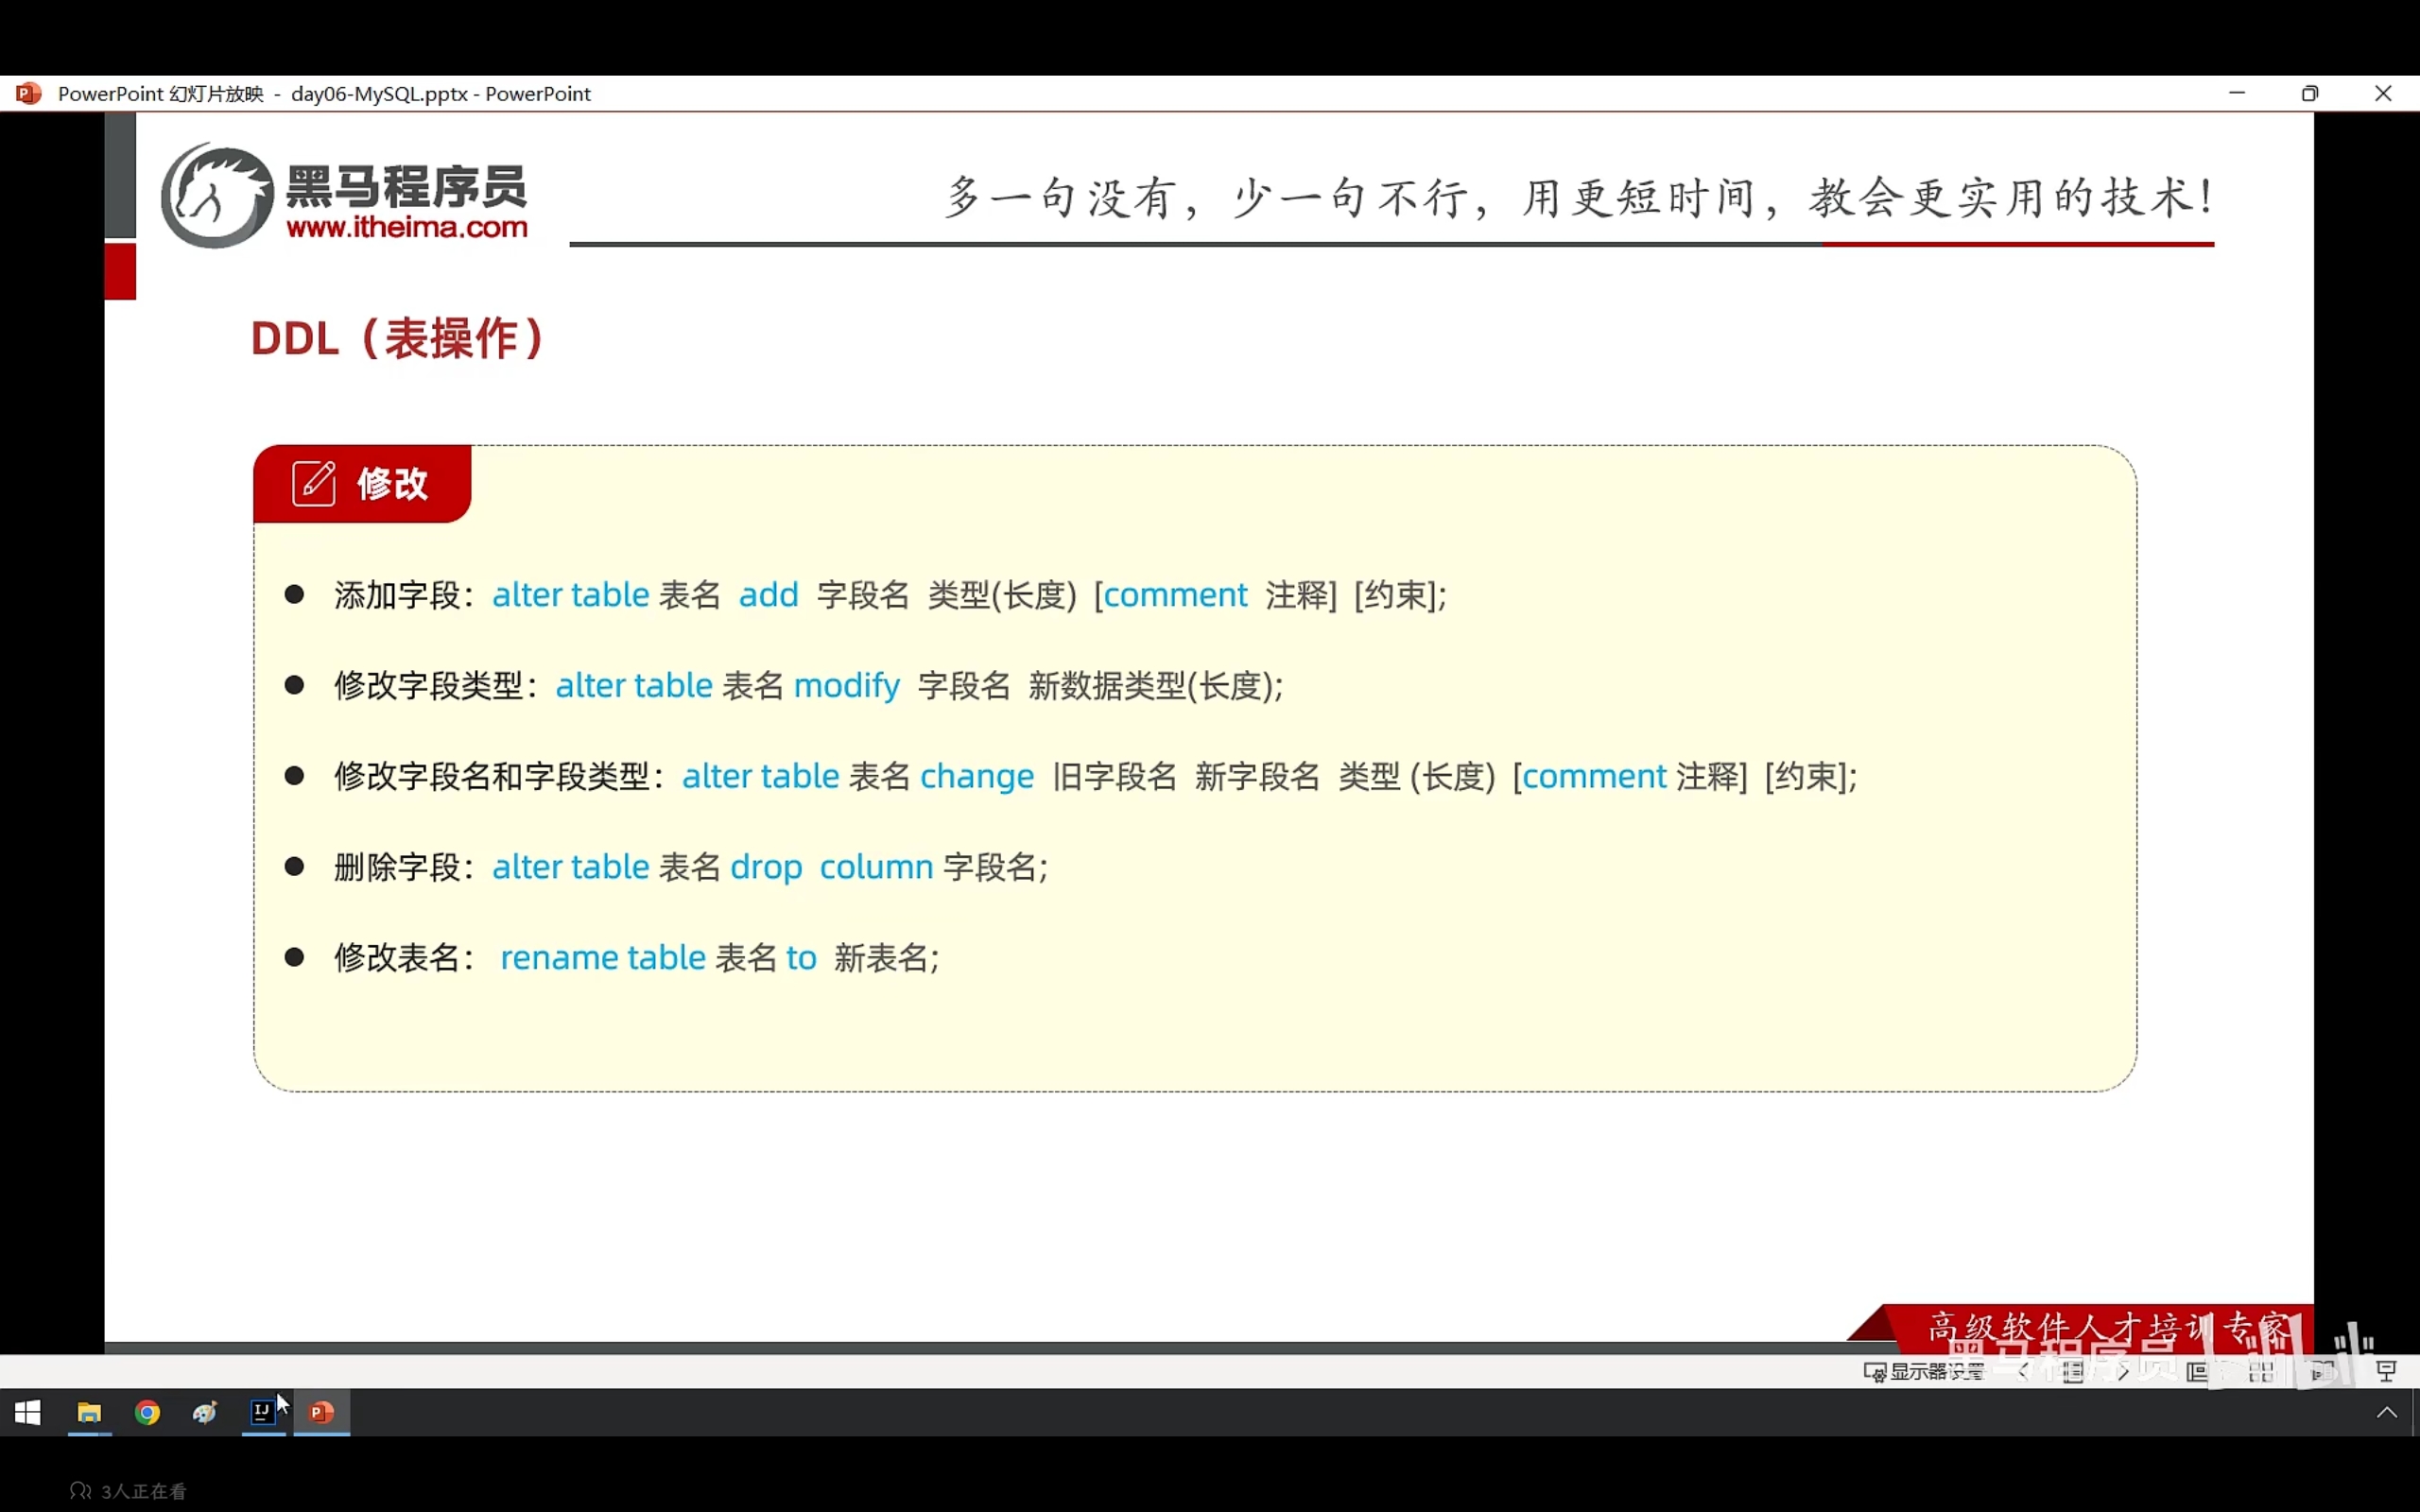 PowerPoint 幻灯片放映 - day06-MySQL.pptx - PowerPoint
黑马程序员
www.itheima.com
多一句没有，少一句不行，用更短时间，教会更实用的技术！
DDL（表操作）
修改
添加字段：alter table 表名 add 字段名 类型(长度) [comment 注释] [约束];
修改字段类型：alter table 表名 modify 字段名 新数据类型(长度);
修改字段名和字段类型：alter table 表名 change 旧字段名 新字段名 类型 (长度) [comment 注释] [约束];
删除字段：alter table 表名 drop column 字段名;
修改表名： rename table 表名 to 新表名;
高级软件人才培训专家
黑马程序员
显示器设置
3人正在看